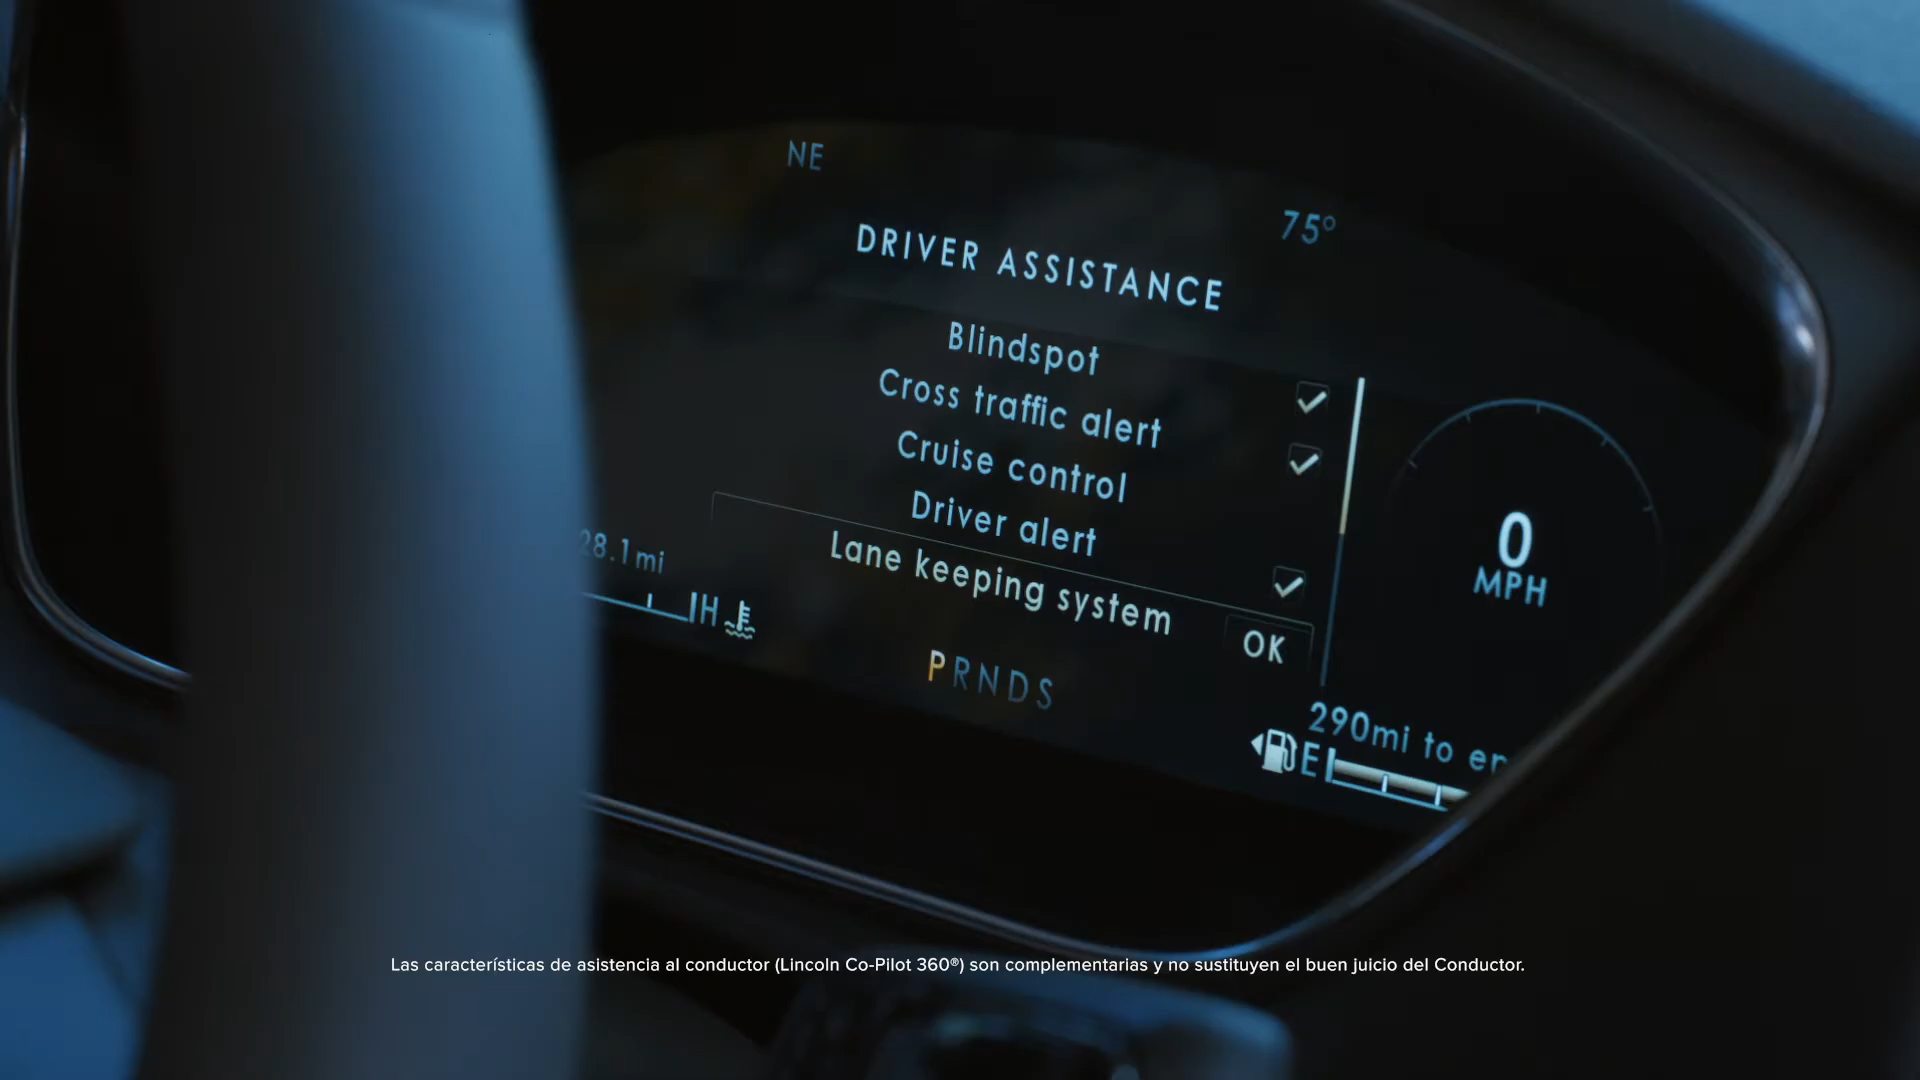 NE
75°
DRIVER ASSISTANCE
Blindspot
Cross traffic alert
Cruise control
Driver alert
Lane keeping system
OK
28.1 mi
H
PRNDS
0
MPH
290mi to
E
Las características de asistencia al conductor (Lincoln Co-Pilot 360®) son complementarias y no sustituyen el buen juicio del Conductor.